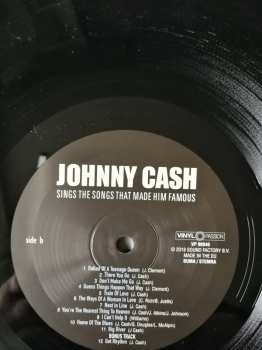 JOHNNY CASH
SINGS THE SONGS THAT MADE HIM FAMOUS
side b
VINYL PASSION
VP 80046
℗ 2018 SOUND FACTORY B.V.
MADE IN THE EU
BUMA / STEMRA
1 Ballad Of A Teenage Queen (J. Clement)
2 There You Go (J. Cash)
3 Don't Make Me Go (J. Cash)
4 Guess Things Happen That Way (J. Clement)
5 Train Of Love (J. Cash)
6 The Ways Of A Woman In Love (C. Rich/B. Justis)
7 Next In Line (J. Cash)
8 You're The Nearest Thing To Heaven (J. Cash/J. Atkins/J.
9 I Can't Help It (Williams)
10 Home Of The Blues (J. Cash/G. Douglas/L. McAlpin)
11 Big River (J. Cash)
BONUS TRACK
12 Get Rhythm (J. Cash)